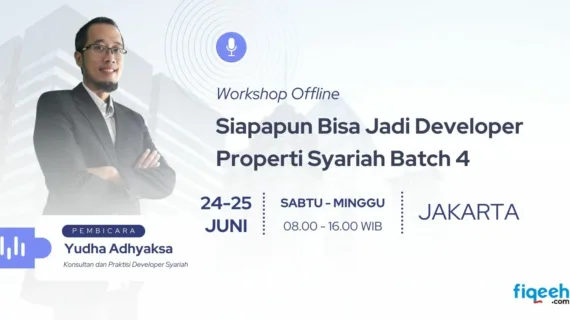 Workshop Offline
Siapapun Bisa Jadi Developer
Properti Syariah Batch 4
24-25
JUNI
SABTU - MINGGU
08.00 - 16.00 WIB
JAKARTA
PEMBICARA
Yudha Adhyaksa
Konsultan dan Praktisi Developer Syariah
fiqeeh
.com